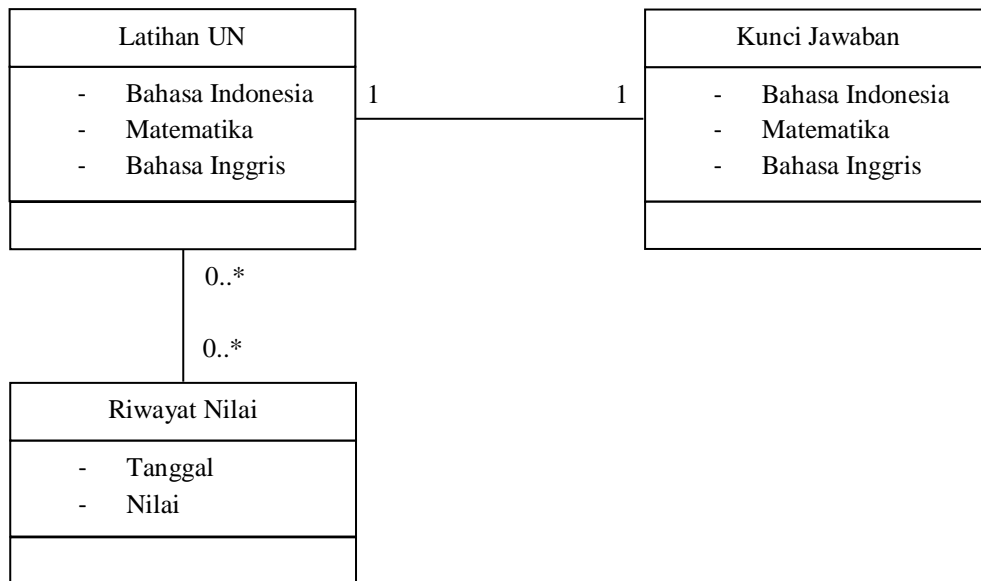 Latihan UN
- Bahasa Indonesia
- Matematika
- Bahasa Inggris
1 1
Kunci Jawaban
- Bahasa Indonesia
- Matematika
- Bahasa Inggris
0..*
0..*
Riwayat Nilai
- Tanggal
- Nilai